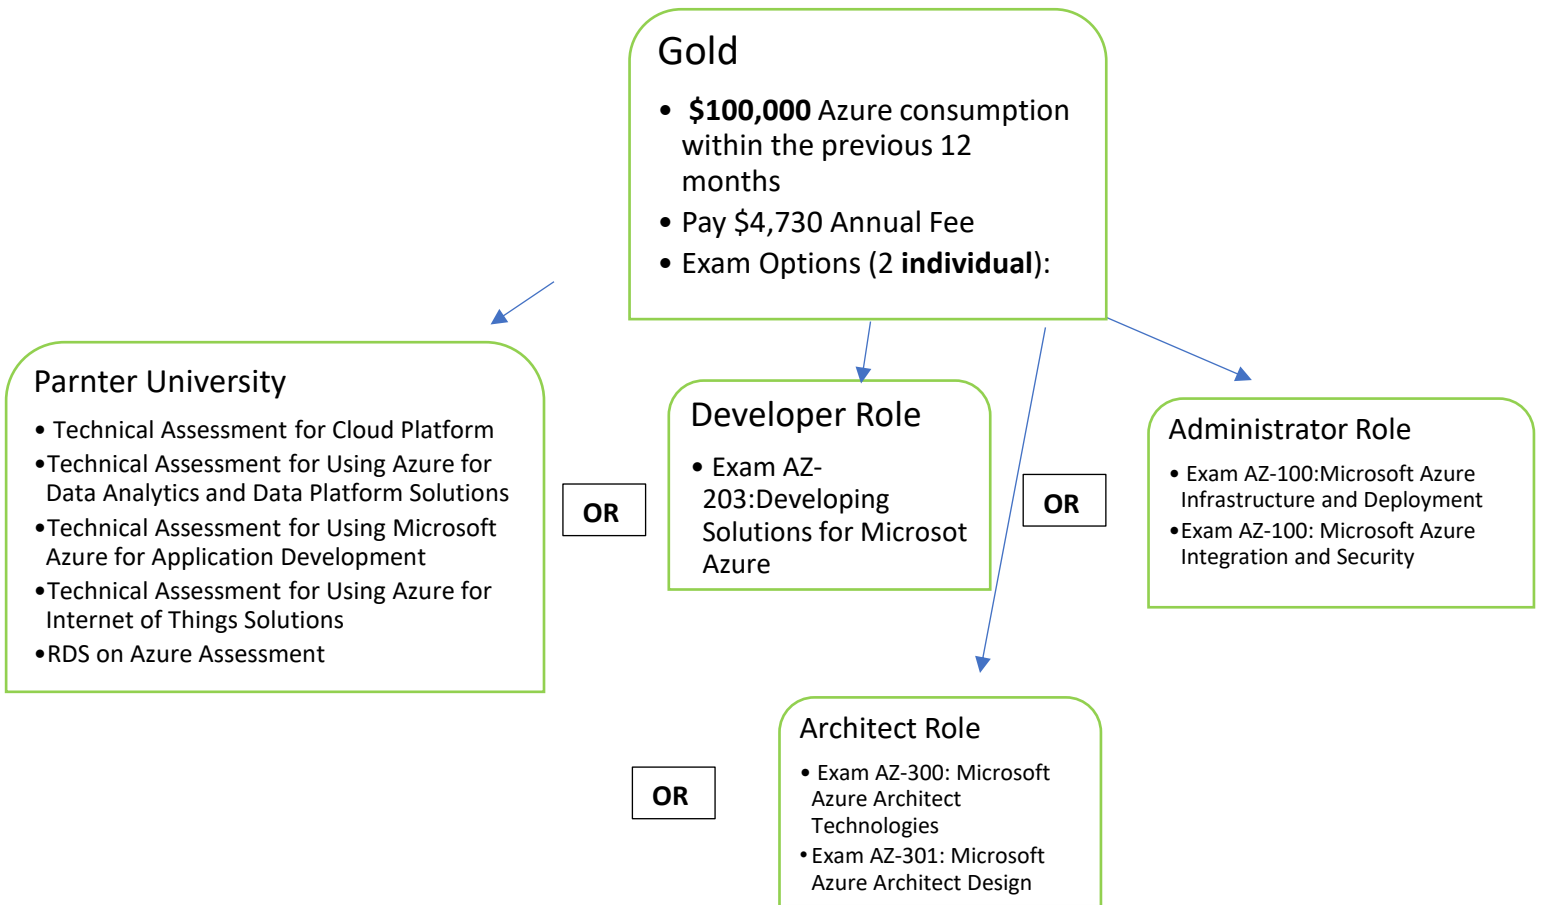 Gold
• $100,000 Azure consumption
within the previous 12
months
• Pay $4,730 Annual Fee
• Exam Options (2 individual):
Parnter University
• Technical Assessment for Cloud Platform
•Technical Assessment for Using Azure for
Data Analytics and Data Platform Solutions
•Technical Assessment for Using Microsoft
Azure for Application Development
•Technical Assessment for Using Azure for
Internet of Things Solutions
•RDS on Azure Assessment
OR
Developer Role
• Exam AZ-
203:Developing
Solutions for Microsot
Azure
OR
Administrator Role
• Exam AZ-100:Microsoft Azure
Infrastructure and Deployment
•Exam AZ-100: Microsoft Azure
Integration and Security
OR
Architect Role
• Exam AZ-300: Microsoft
Azure Architect
Technologies
• Exam AZ-301: Microsoft
Azure Architect Design